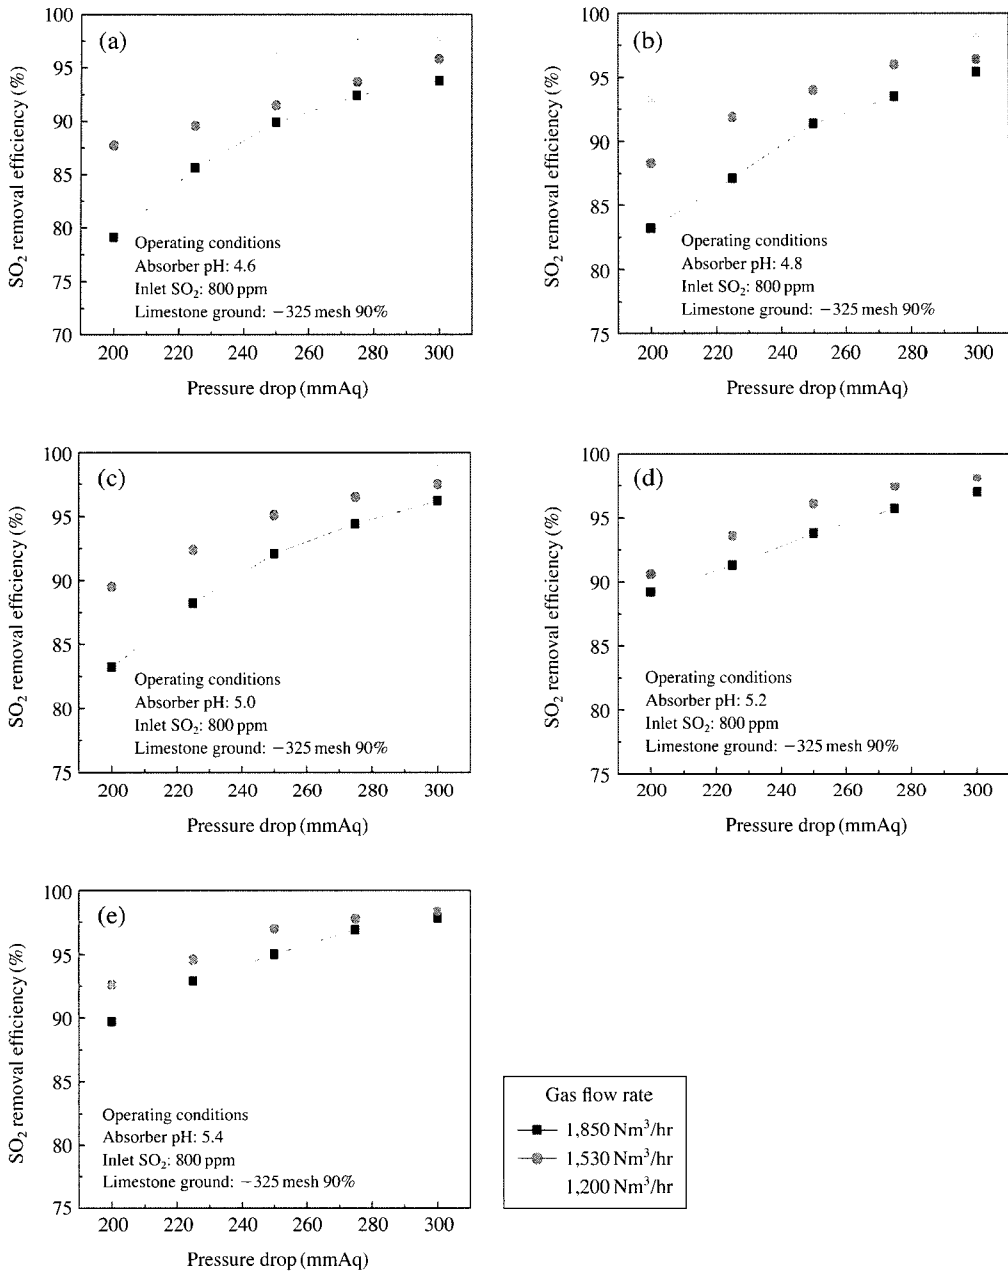 (a)
SO₂ removal efficiency (%)
100
95
90
85
80
75
70
Operating conditions
Absorber pH: 4.6
Inlet SO₂: 800 ppm
Limestone ground: −325 mesh 90%
200 220 240 260 280 300
Pressure drop (mmAq)
(b)
SO₂ removal efficiency (%)
100
95
90
85
80
75
Operating conditions
Absorber pH: 4.8
Inlet SO₂: 800 ppm
Limestone ground: −325 mesh 90%
200 220 240 260 280 300
Pressure drop (mmAq)
(c)
SO₂ removal efficiency (%)
100
95
90
85
80
75
Operating conditions
Absorber pH: 5.0
Inlet SO₂: 800 ppm
Limestone ground: −325 mesh 90%
200 220 240 260 280 300
Pressure drop (mmAq)
(d)
SO₂ removal efficiency (%)
100
95
90
85
80
75
Operating conditions
Absorber pH: 5.2
Inlet SO₂: 800 ppm
Limestone ground: −325 mesh 90%
200 220 240 260 280 300
Pressure drop (mmAq)
(e)
SO₂ removal efficiency (%)
100
95
90
85
80
75
Operating conditions
Absorber pH: 5.4
Inlet SO₂: 800 ppm
Limestone ground: −325 mesh 90%
200 220 240 260 280 300
Pressure drop (mmAq)
Gas flow rate
1,850 Nm³/hr
1,530 Nm³/hr
1,200 Nm³/hr